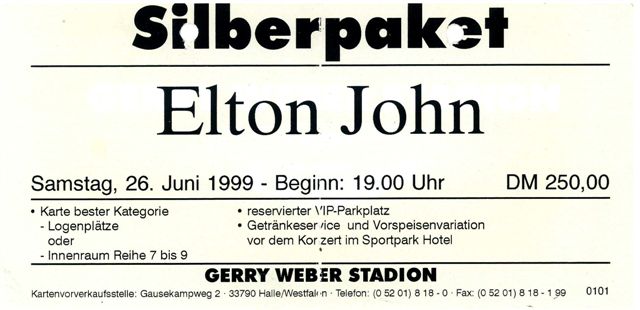 Silberpaket
Elton John
Samstag, 26. Juni 1999 - Beginn: 19.00 Uhr DM 250,00
• Karte bester Kategorie
- Logenplätze
oder
- Innenraum Reihe 7 bis 9
• reservierter VIP-Parkplatz
• Getränkeservice und Vorspeisenvariation
vor dem Konzert im Sportpark Hotel
GERRY WEBER STADION
Kartenvorverkaufsstelle: Gausekampweg 2 · 33790 Halle/Westfalen · Telefon: (0 52 01) 8 18 - 0 · Fax: (0 52 01) 8 18 - 1 99 0101